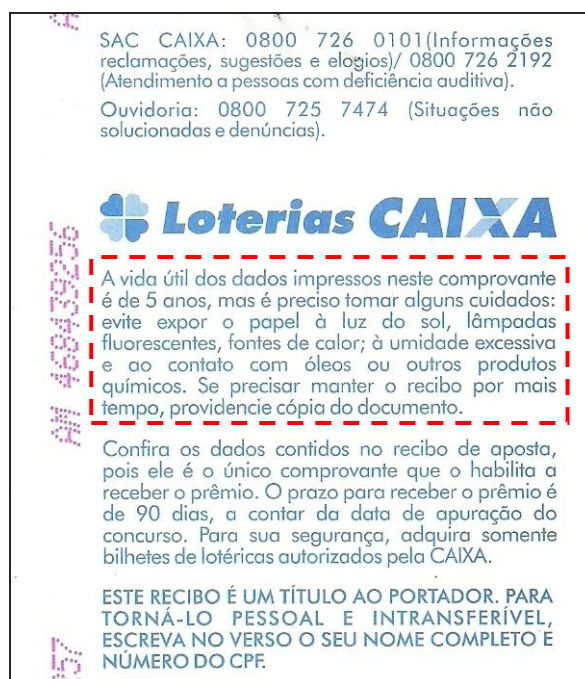 SAC CAIXA: 0800 726 0101(Informações
reclamações, sugestões e elogios)/ 0800 726 2192
(Atendimento a pessoas com deficiência auditiva).
Ouvidoria: 0800 725 7474 (Situações não
solucionadas e denúncias).
Loterias CAIXA
A vida útil dos dados impressos neste comprovante
é de 5 anos, mas é preciso tomar alguns cuidados:
evite expor o papel à luz do sol, lâmpadas
fluorescentes, fontes de calor; à umidade excessiva
e ao contato com óleos ou outros produtos
químicos. Se precisar manter o recibo por mais
tempo, providencie cópia do documento.
Confira os dados contidos no recibo de aposta,
pois ele é o único comprovante que o habilita a
receber o prêmio. O prazo para receber o prêmio é
de 90 dias, a contar da data de apuração do
concurso. Para sua segurança, adquira somente
bilhetes de lotéricas autorizados pela CAIXA.
ESTE RECIBO É UM TÍTULO AO PORTADOR. PARA
TORNÁ-LO PESSOAL E INTRANSFERÍVEL,
ESCREVA NO VERSO O SEU NOME COMPLETO E
NÚMERO DO CPF.